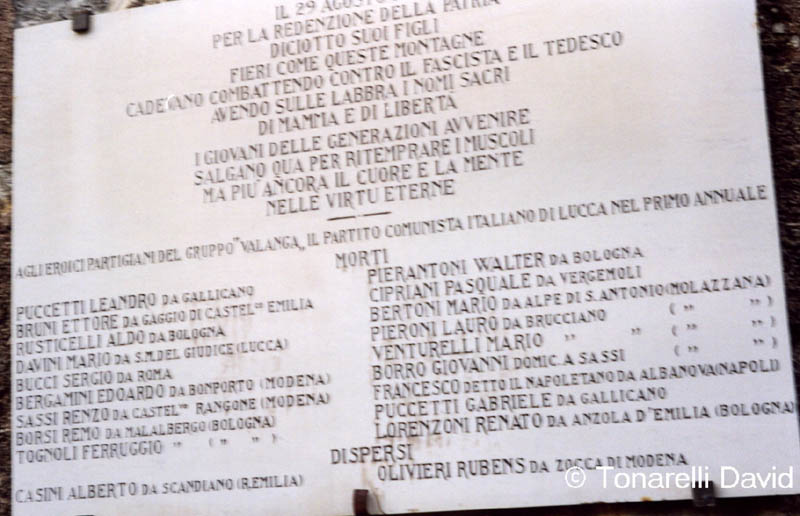 IL 29 AGOSTO
PER LA REDENZIONE DELLA PATRIA
DICIOTTO SUOI FIGLI
FIERI COME QUESTE MONTAGNE
CADEVANO COMBATTENDO CONTRO IL FASCISTA E IL TEDESCO
AVENDO SULLE LABBRA I NOMI SACRI
DI MAMMA E DI LIBERTÀ
I GIOVANI DELLE GENERAZIONI AVVENIRE
SALGANO QUA PER RITEMPRARE I MUSCOLI
MA PIU' ANCORA IL CUORE E LA MENTE
NELLE VIRTU ETERNE
AGLI EROICI PARTIGIANI DEL GRUPPO "VALANGA„ IL PARTITO COMUNISTA ITALIANO DI LUCCA NEL PRIMO ANNUALE
MORTI
PUCCETTI LEANDRO DA GALLICANO
BRUNI ETTORE DA GAGGIO DI CASTEL^CO EMILIA
RUSTICELLI ALDO DA BOLOGNA
DAVINI MARIO DA S.M. DEL GIUDICE (LUCCA)
BUCCI SERGIO DA ROMA
BERGAMINI EDOARDO DA BONPORTO (MODENA)
SASSI RENZO DA CASTEL^VO RANGONE (MODENA)
BORSI REMO DA MALALBERGO (BOLOGNA)
TOGNOLI FERRUGGIO " ( " " )
PIERANTONI WALTER DA BOLOGNA
CIPRIANI PASQUALE DA VERGEMOLI
BERTONI MARIO DA ALPE DI S. ANTONIO (MOLAZZANA)
PIERONI LAURO DA BRUCCIANO ( " " )
VENTURELLI MARIO " " ( " " )
BORRO GIOVANNI DOMIC. A SASSI ( " " )
FRANCESCO DETTO IL NAPOLETANO DA ALBANOVA (NAPOLI)
PUCCETTI GABRIELE DA GALLICANO
LORENZONI RENATO DA ANZOLA D"EMILIA (BOLOGNA)
DISPERSI
CASINI ALBERTO DA SCANDIANO (R. EMILIA)
OLIVIERI RUBENS DA ZOCCA DI MODENA
© Tonarelli David